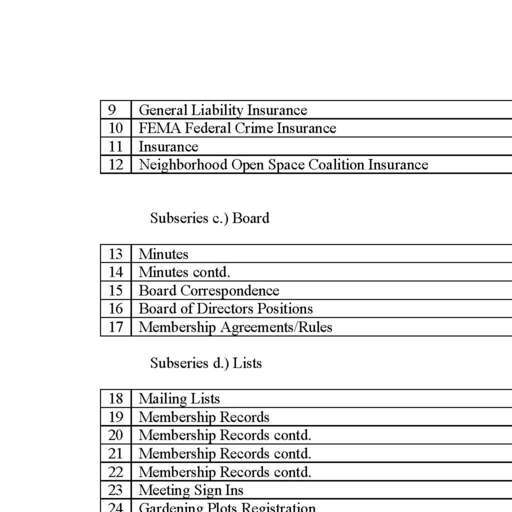 9 General Liability Insurance
10 FEMA Federal Crime Insurance
11 Insurance
12 Neighborhood Open Space Coalition Insurance
Subseries c.) Board
13 Minutes
14 Minutes contd.
15 Board Correspondence
16 Board of Directors Positions
17 Membership Agreements/Rules
Subseries d.) Lists
18 Mailing Lists
19 Membership Records
20 Membership Records contd.
21 Membership Records contd.
22 Membership Records contd.
23 Meeting Sign Ins
24 Gardening Plots Registration